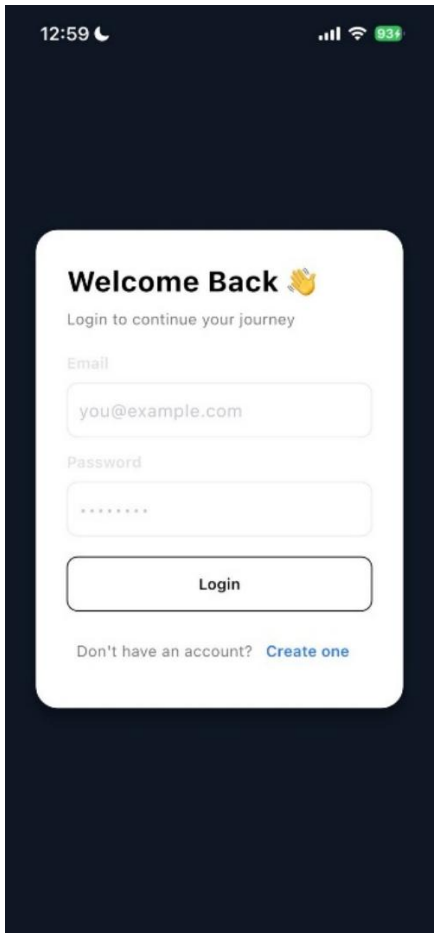 12:59
93
Welcome Back 👋
Login to continue your journey
Email
you@example.com
Password
••••••••
Login
Don't have an account? Create one